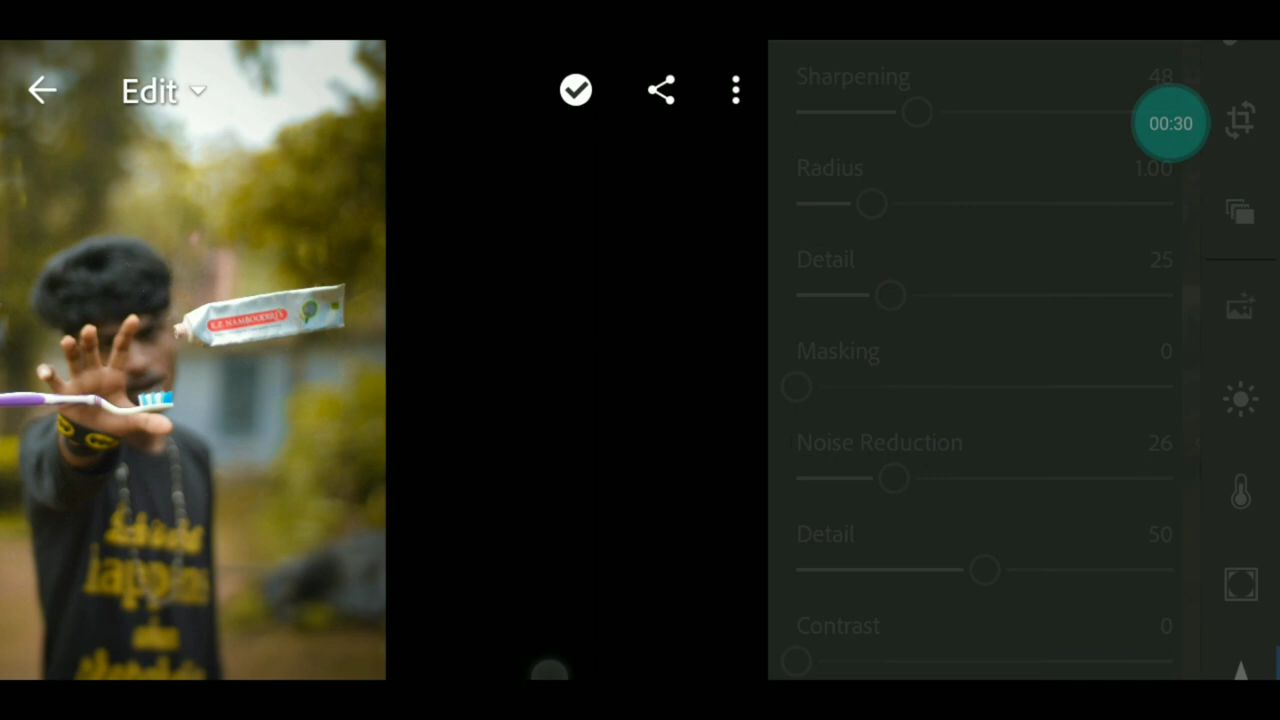 Edit
Sharpening 48
00:30
Radius 1.00
Detail 25
K.P. NAMBOODIRI'S
Masking 0
Noise Reduction 26
Detail 50
Contrast 0